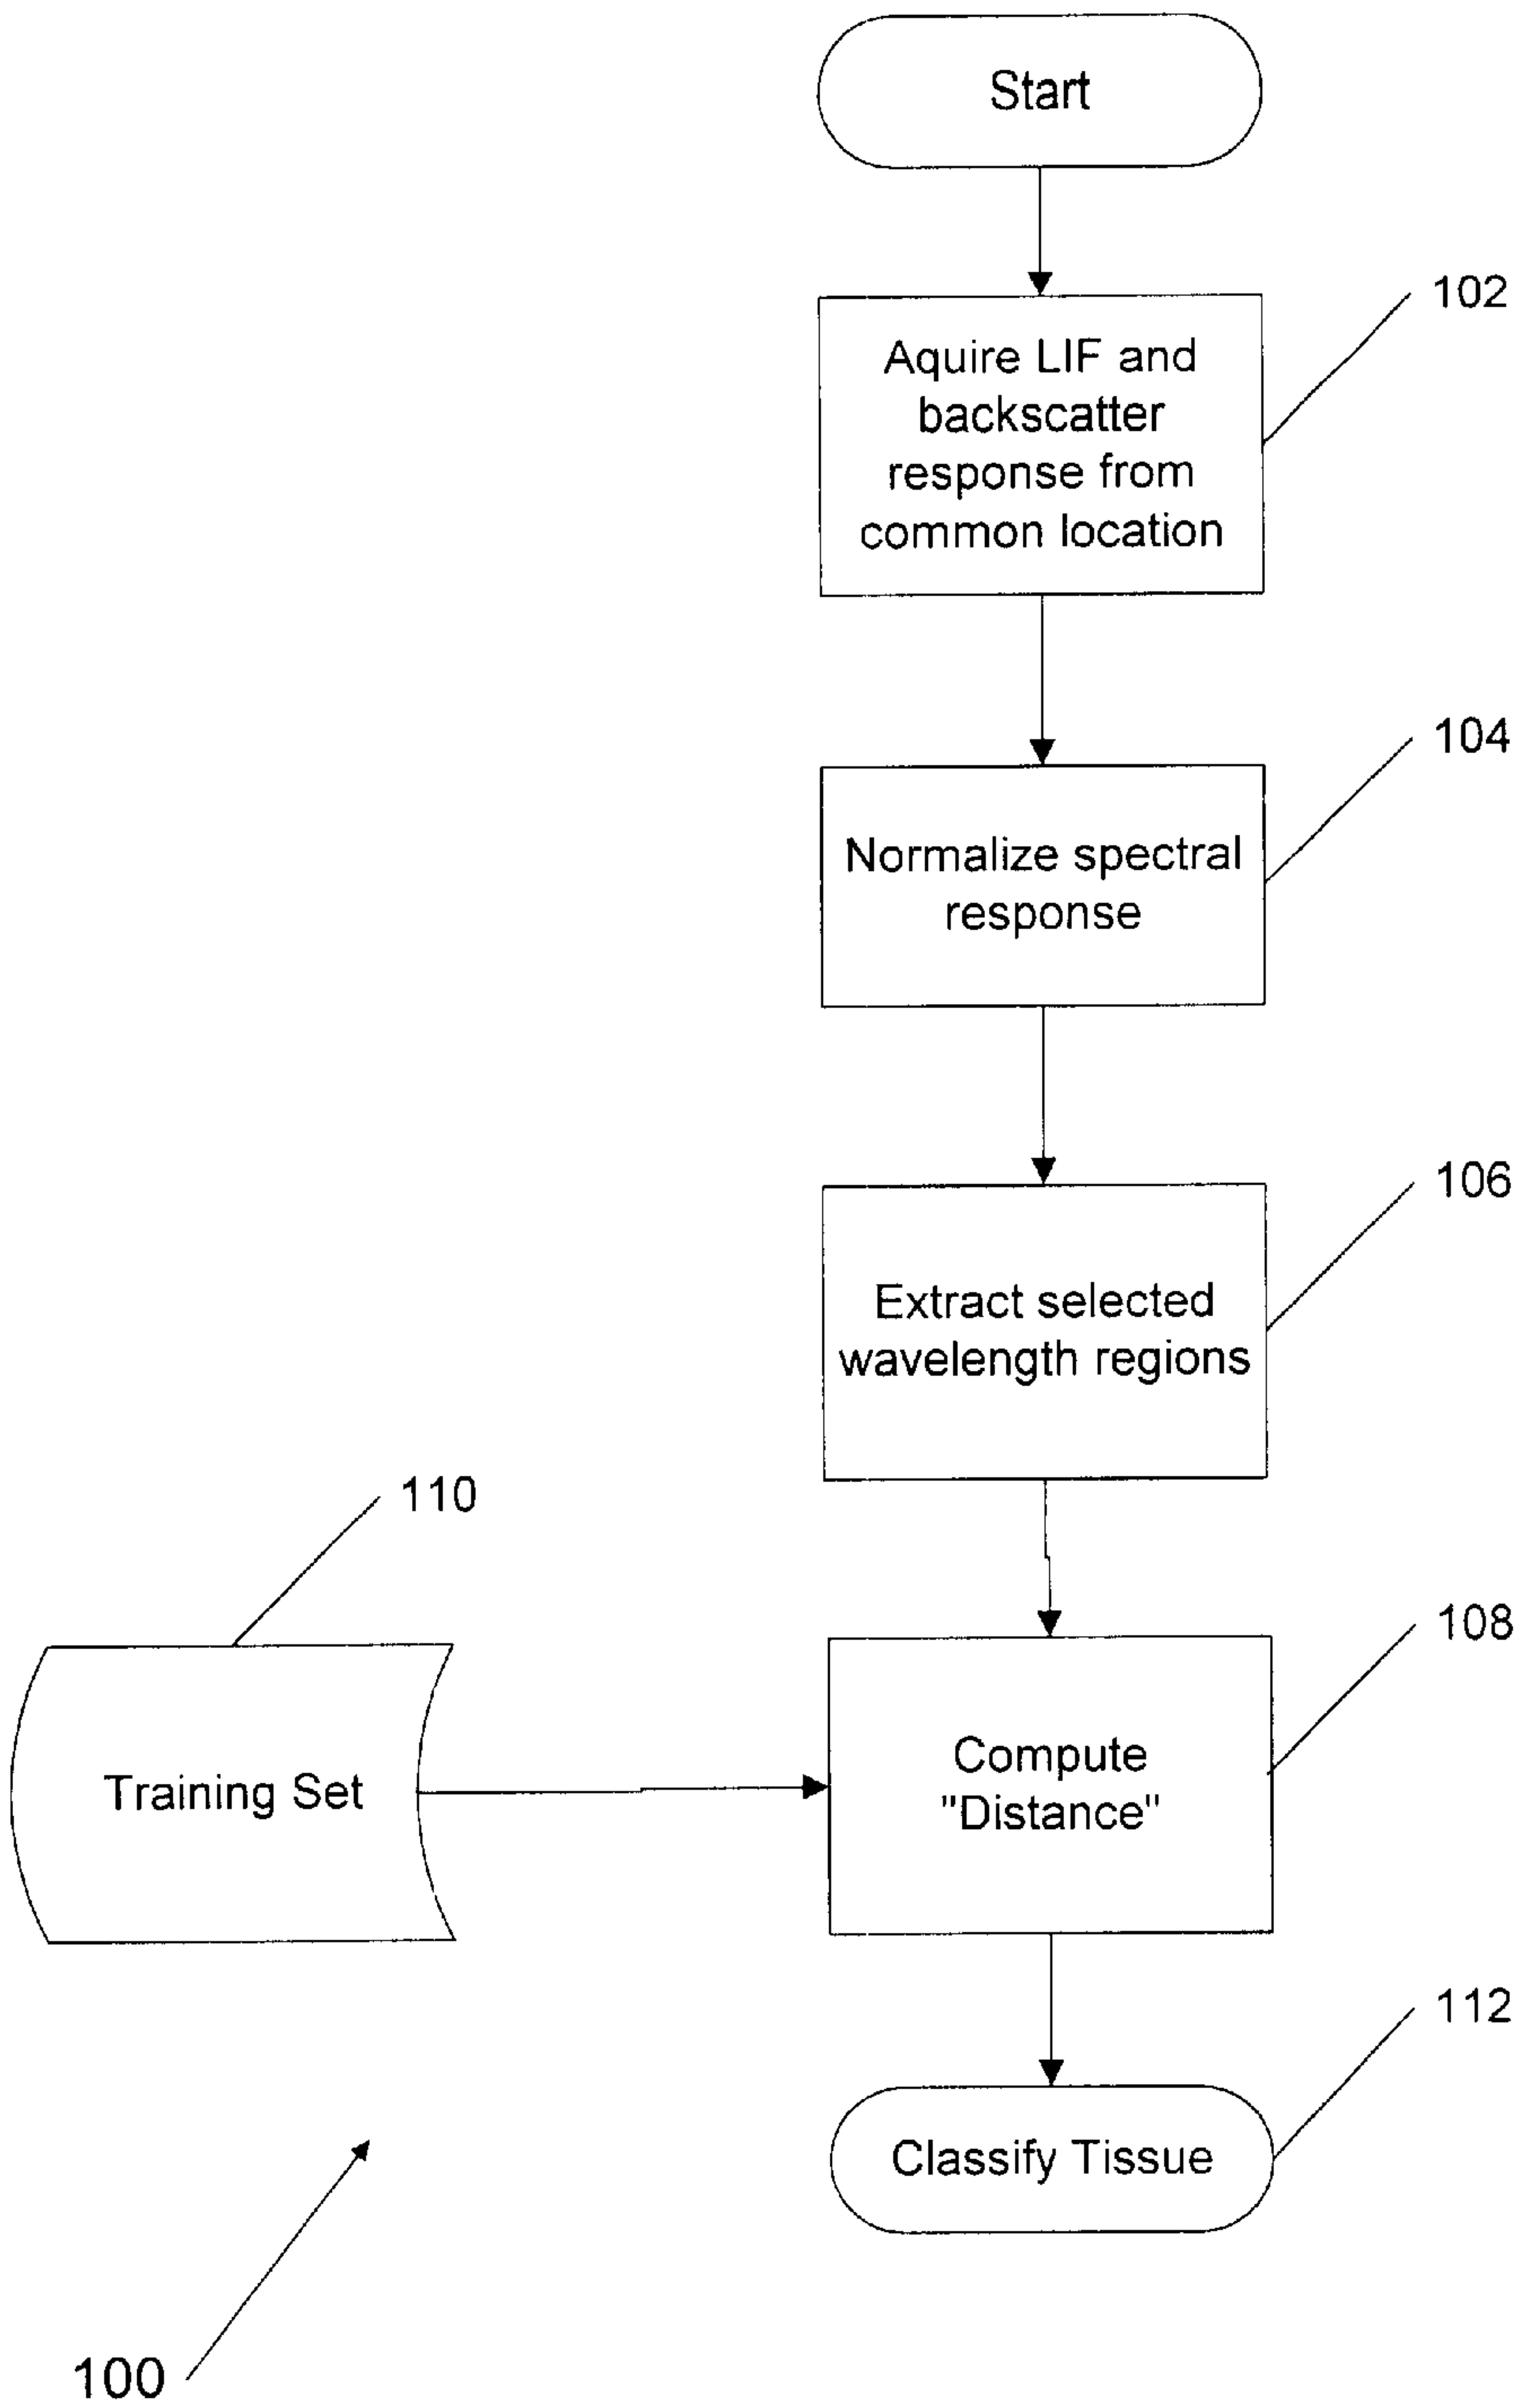 Start
102
Aquire LIF and
backscatter
response from
common location
104
Normalize spectral
response
106
Extract selected
wavelength regions
110
108
Training Set
Compute
"Distance"
112
Classify Tissue
100